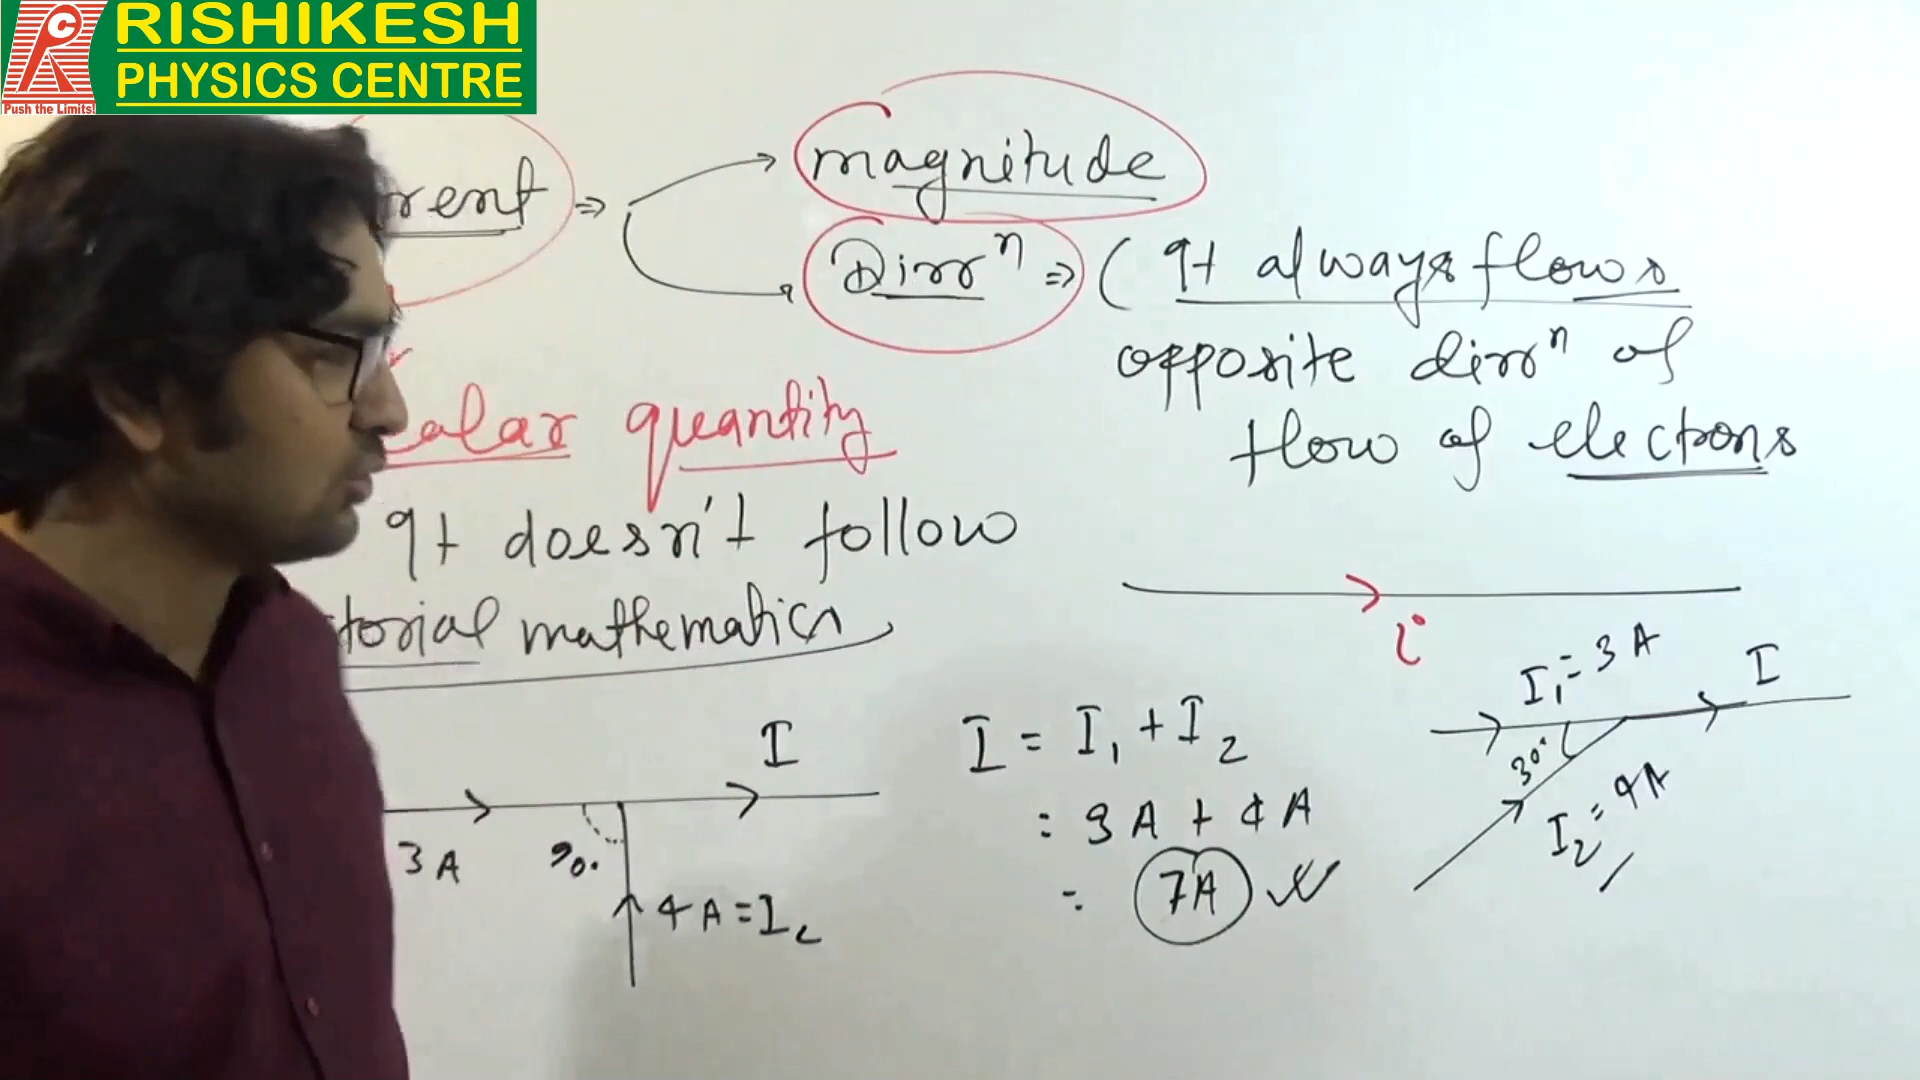 RISHIKESH
PHYSICS CENTRE
Push the Limits!
rent ⇒
magnitude
Dirrⁿ ⇒ ( It always flows
opposite dirrⁿ of
flow of electrons
calar quantity
It doesn't follow
torial mathematics
i
I₁ = 3 A
I
30°
I₂ = 4A
I
3 A
90°
4 A = I₂
I = I₁ + I₂
= 3 A + 4 A
= 7A